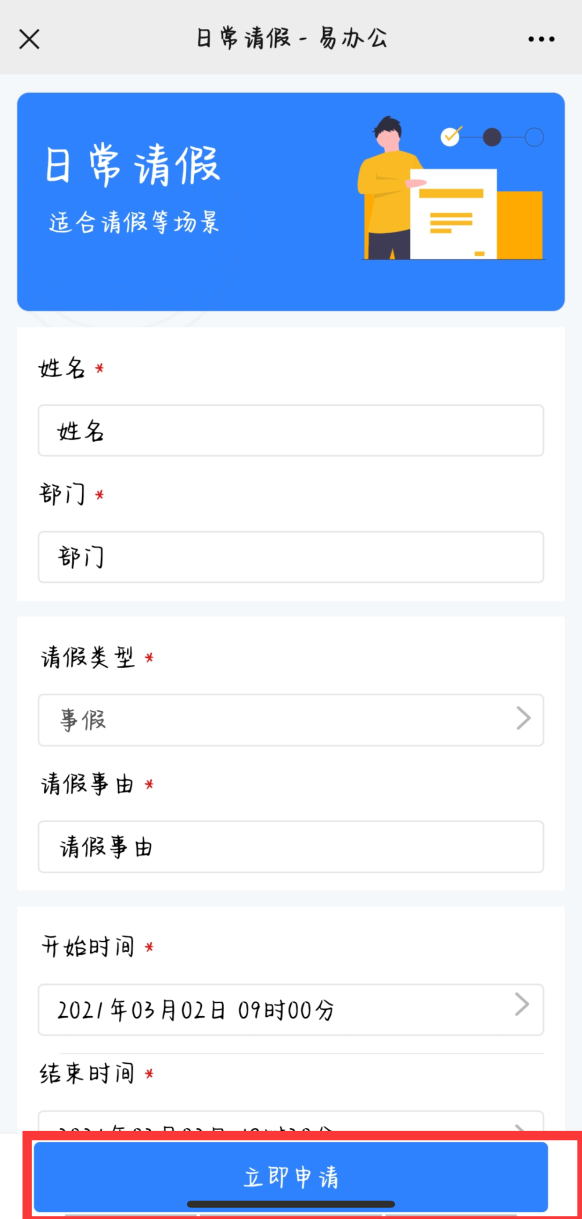 日常请假 - 易办公
日常请假
适合请假等场景
姓名 *
姓名
部门 *
部门
请假类型 *
事假
请假事由 *
请假事由
开始时间 *
2021年03月02日 09时00分
结束时间 *
立即申请